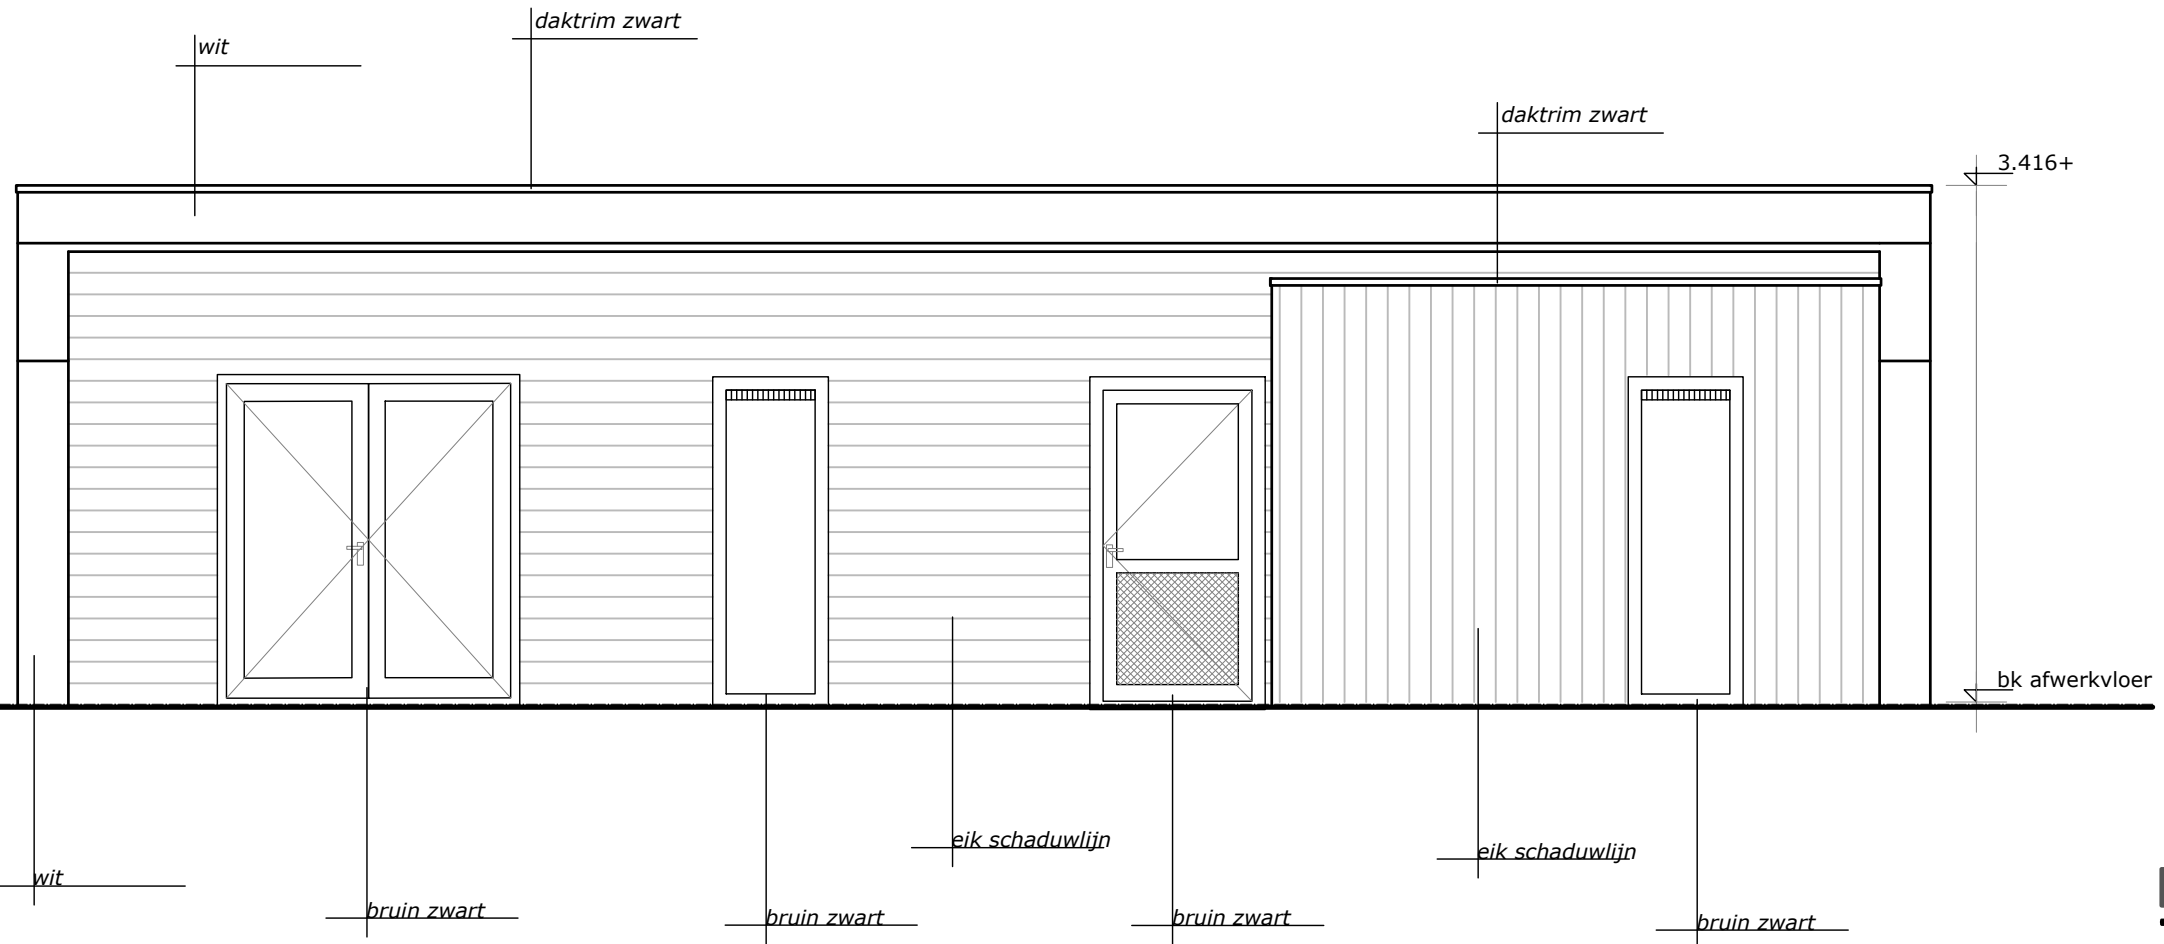 daktrim zwart
wit
daktrim zwart
3.416+
bk afwerkvloer
eik schaduwlijn
eik schaduwlijn
wit
bruin zwart
bruin zwart
bruin zwart
bruin zwart